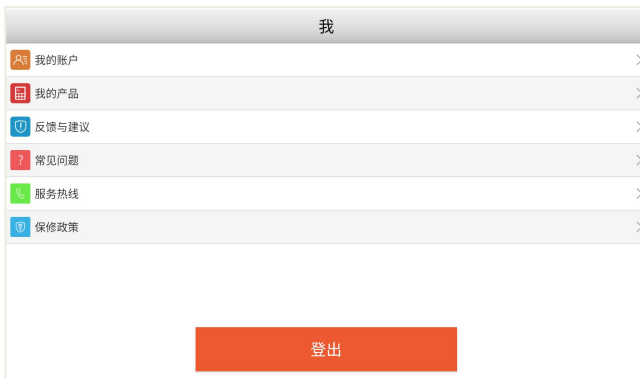 我
我的账户
我的产品
反馈与建议
常见问题
服务热线
保修政策
登出